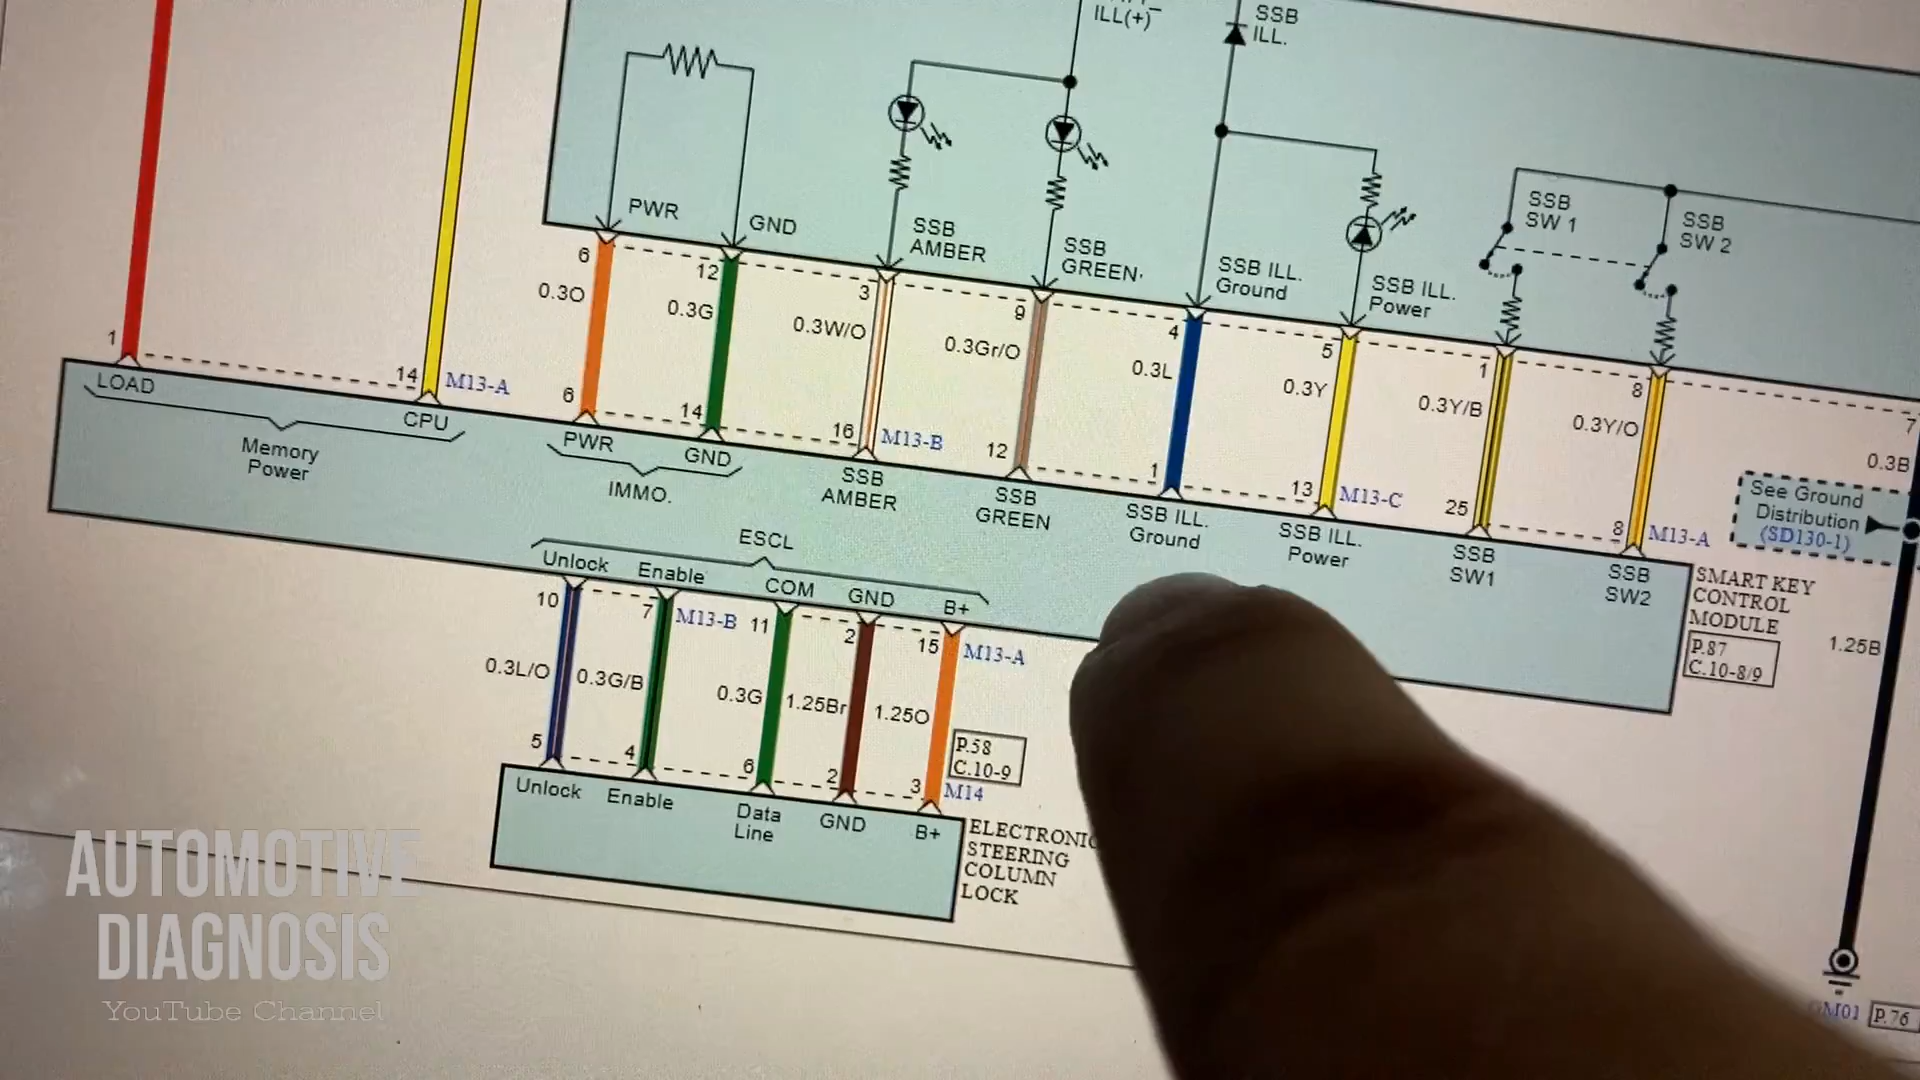 ILL(+)
SSB
ILL.
PWR
GND
SSB
AMBER
SSB
GREEN
SSB ILL.
Ground
SSB ILL.
Power
SSB
SW 1
SSB
SW 2
6
12
3
9
4
5
1
8
7
0.3O
0.3G
0.3W/O
0.3Gr/O
0.3L
0.3Y
0.3Y/B
0.3Y/O
0.3B
1
14
M13-A
6
14
16
M13-B
12
1
13
M13-C
25
8
M13-A
See Ground
Distribution
(SD130-1)
LOAD
CPU
Memory
Power
PWR
GND
IMMO.
SSB
AMBER
SSB
GREEN
SSB ILL.
Ground
SSB ILL.
Power
SSB
SW1
SSB
SW2
SMART KEY
CONTROL
MODULE
P.87
C.10-8/9
1.25B
ESCL
Unlock
Enable
COM
GND
B+
10
7
M13-B
11
2
15
M13-A
0.3L/O
0.3G/B
0.3G
1.25Br
1.25O
P.58
C.10-9
5
4
6
2
3
M14
Unlock
Enable
Data
Line
GND
B+
ELECTRONIC
STEERING
COLUMN
LOCK
GM01
P.76
AUTOMOTIVE
DIAGNOSIS
YouTube Channel